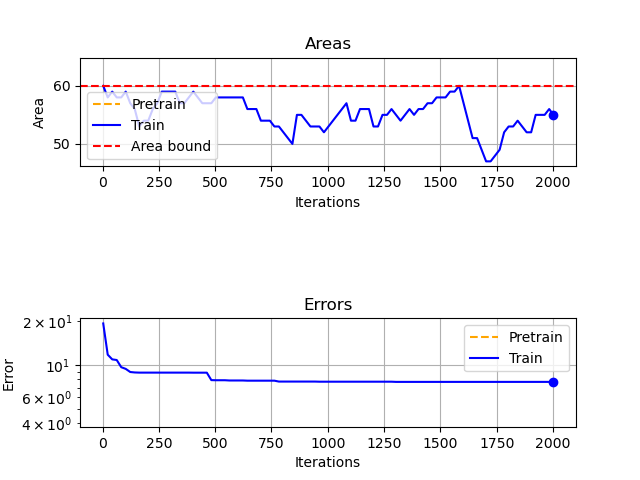 Areas
60
50
Area
Pretrain
Train
Area bound
0 250 500 750 1000 1250 1500 1750 2000
Iterations
Errors
2 × 10¹
10¹
6 × 10⁰
4 × 10⁰
Error
Pretrain
Train
0 250 500 750 1000 1250 1500 1750 2000
Iterations